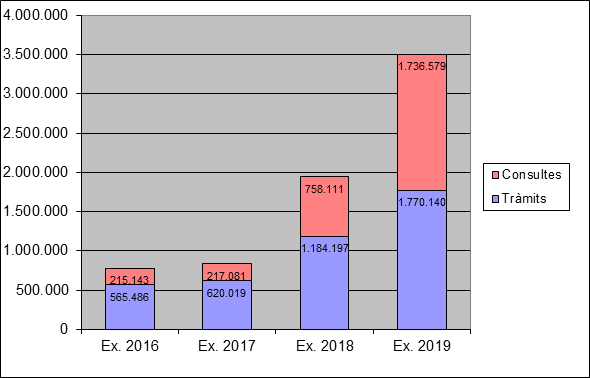 4.000.000
3.500.000
3.000.000
2.500.000
2.000.000
1.500.000
1.000.000
500.000
0
1.736.579
758.111
1.770.140
1.184.197
215.143
217.081
565.486
620.019
Ex. 2016
Ex. 2017
Ex. 2018
Ex. 2019
Consultes
Tràmits